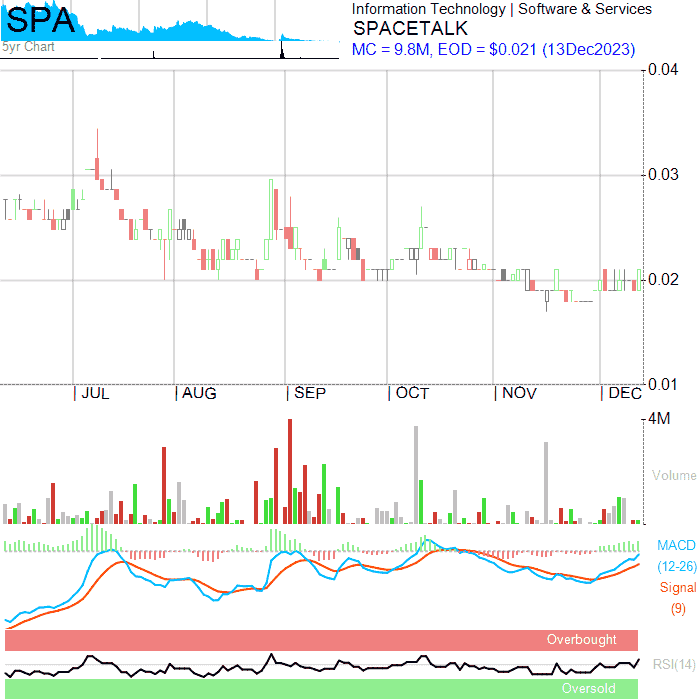 SPA
5yr Chart
Information Technology | Software & Services
SPACETALK
MC = 9.8M, EOD = $0.021 (13Dec2023)
0.04
0.03
0.02
0.01
JUL
AUG
SEP
OCT
NOV
DEC
4M
Volume
MACD
(12-26)
Signal
(9)
Overbought
RSI(14)
Oversold